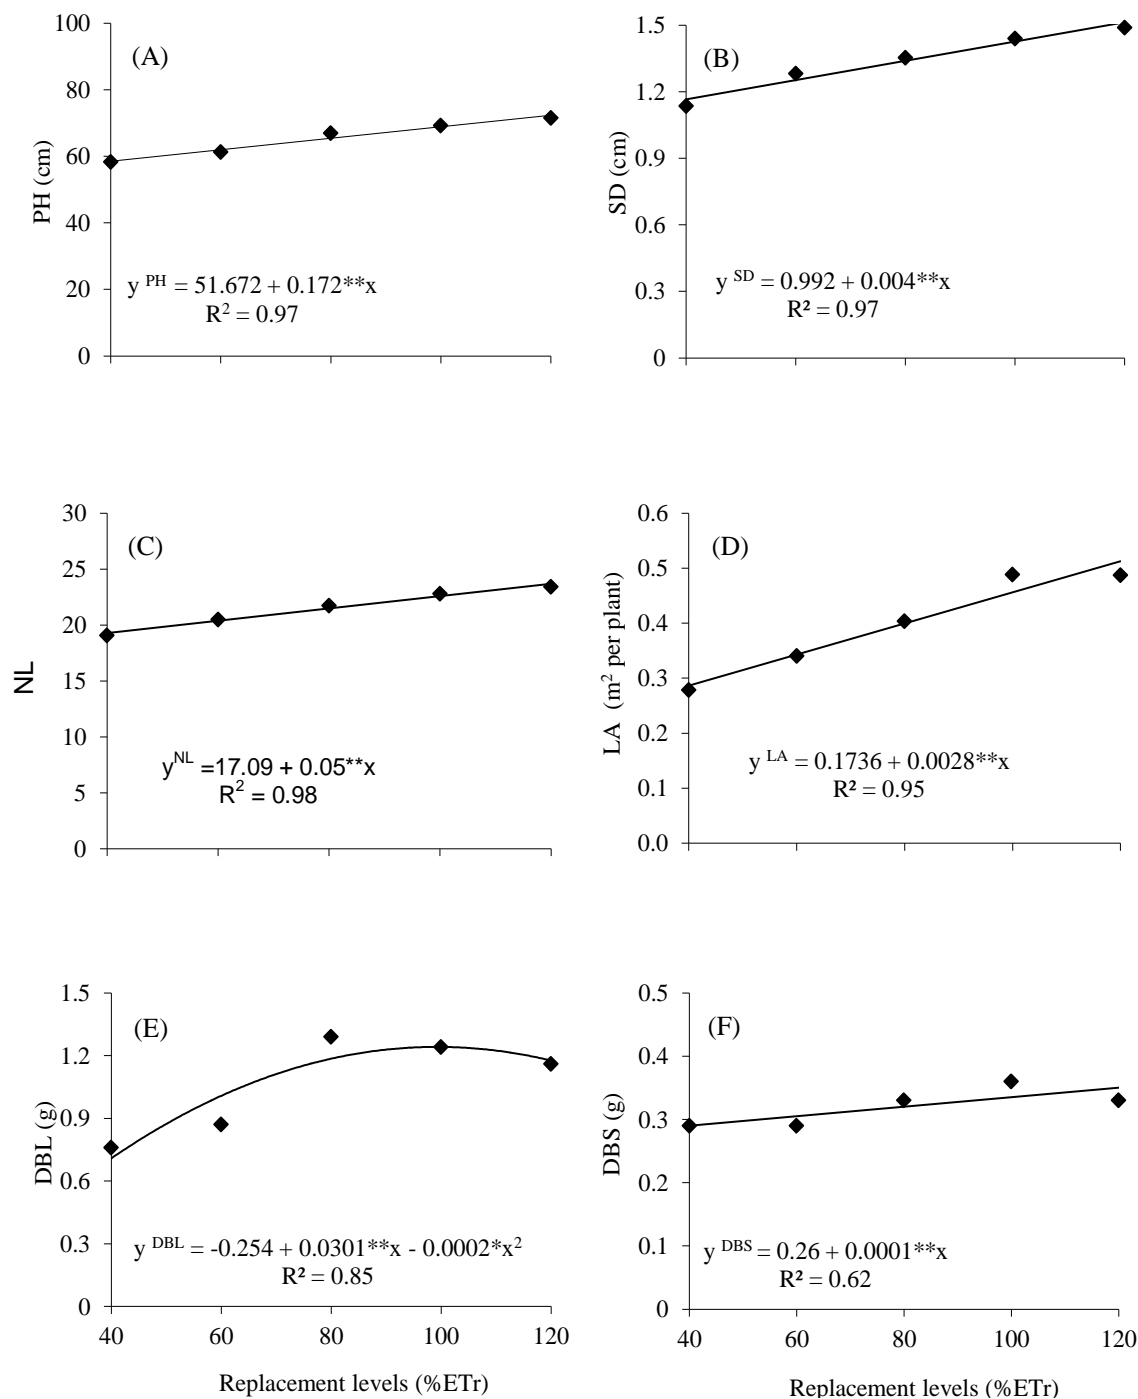 (A)
PH (cm)
100
80
60
40
20
0
y PH = 51.672 + 0.172**x
R2 = 0.97
(B)
SD (cm)
1.5
1.2
0.9
0.6
0.3
0
y SD = 0.992 + 0.004**x
R² = 0.97
(C)
NL
30
25
20
15
10
5
0
yNL =17.09 + 0.05**x
R2 = 0.98
(D)
LA (m2 per plant)
0.6
0.5
0.4
0.3
0.2
0.1
0.0
y LA = 0.1736 + 0.0028**x
R² = 0.95
(E)
DBL (g)
1.5
1.2
0.9
0.6
0.3
0
y DBL = -0.254 + 0.0301**x - 0.0002*x2
R² = 0.85
40 60 80 100 120
Replacement levels (%ETr)
(F)
DBS (g)
0.5
0.4
0.3
0.2
0.1
0
y DBS = 0.26 + 0.0001**x
R² = 0.62
40 60 80 100 120
Replacement levels (%ETr)